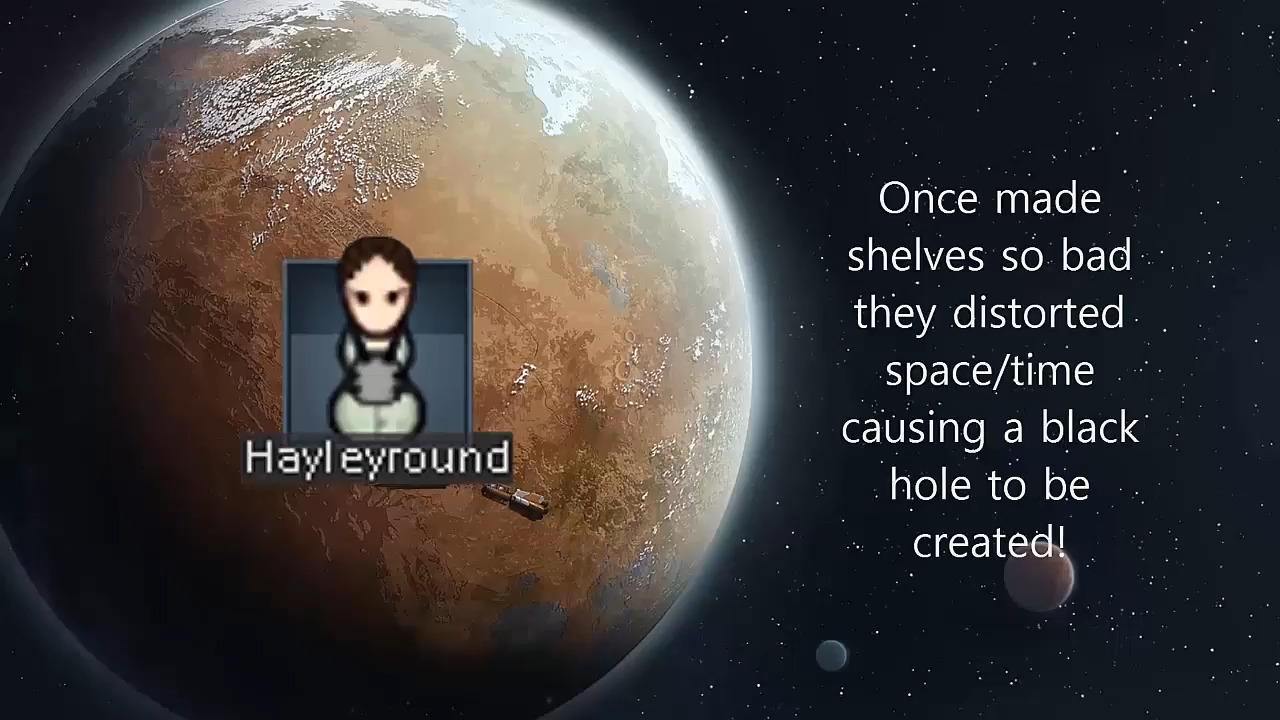 Once made
shelves so bad
they distorted
space/time
causing a black
hole to be
created!
Hayleyround